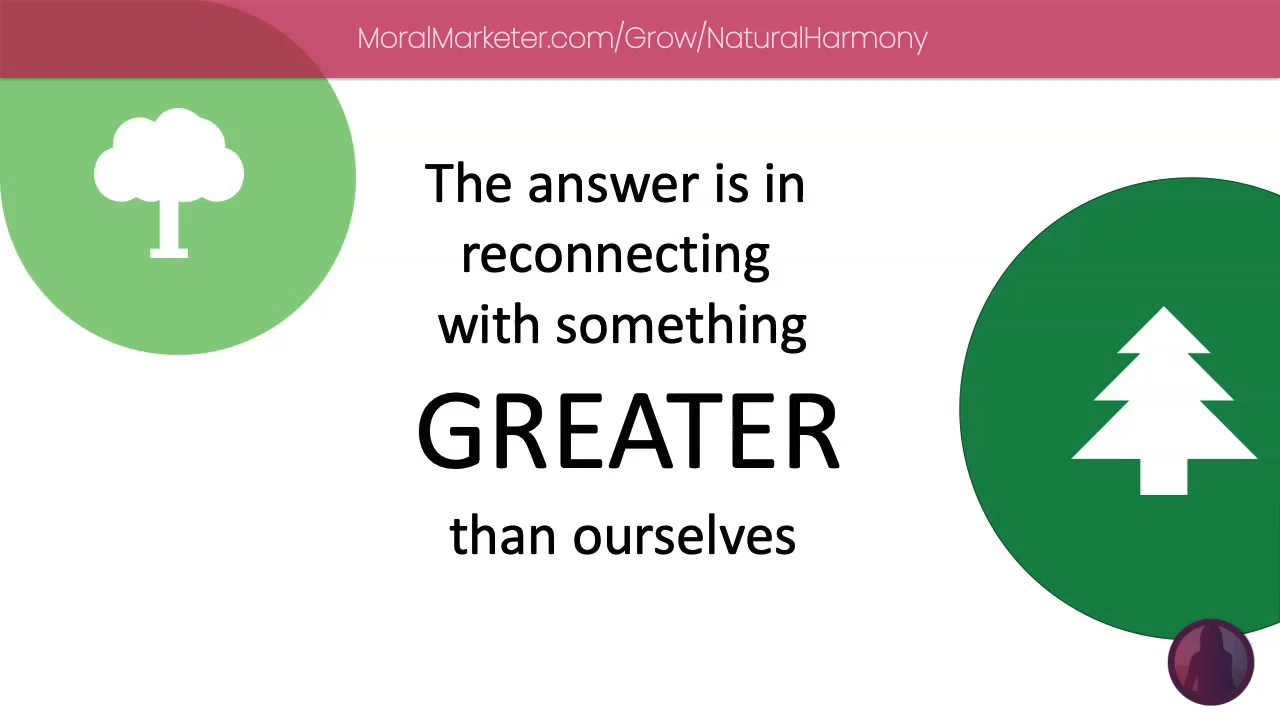 MoralMarketer.com/Grow/NaturalHarmony
The answer is in
reconnecting
with something
GREATER
than ourselves